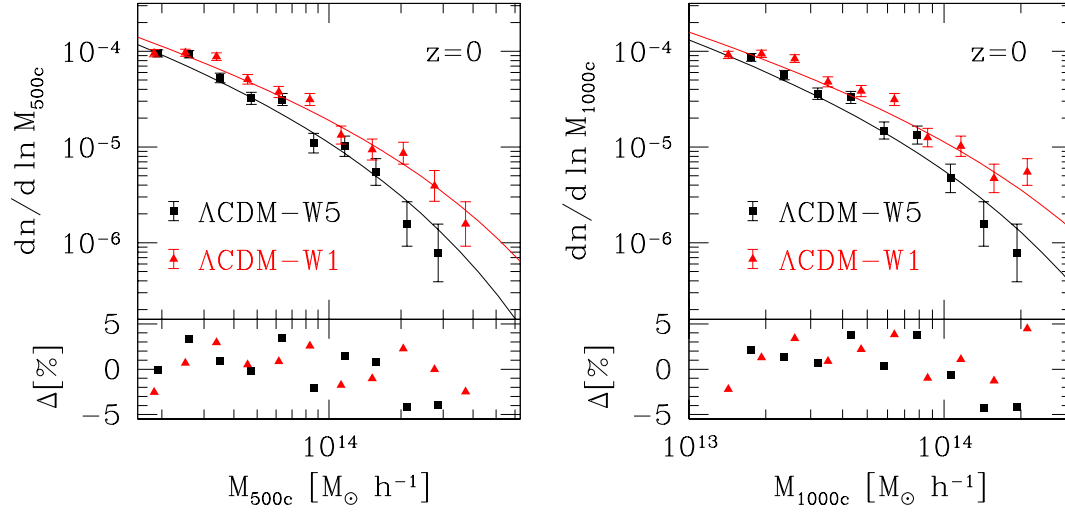 dn/d ln M₅₀₀c
10⁻⁴
10⁻⁵
10⁻⁶
z=0
ΛCDM−W5
ΛCDM−W1
Δ[%]
5
0
−5
10¹⁴
M₅₀₀c [M⊙ h⁻¹]
dn/d ln M₁₀₀₀c
10⁻⁴
10⁻⁵
10⁻⁶
z=0
ΛCDM−W5
ΛCDM−W1
Δ[%]
5
0
−5
10¹³ 10¹⁴
M₁₀₀₀c [M⊙ h⁻¹]